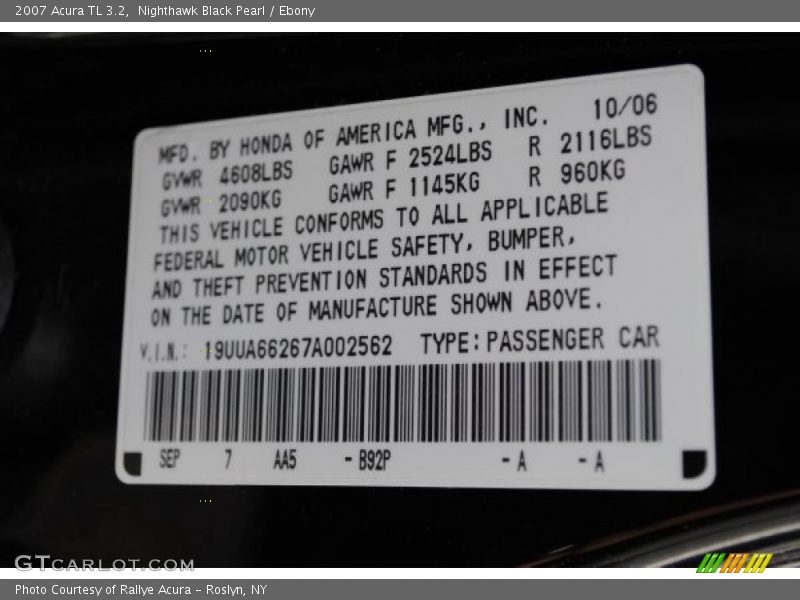 2007 Acura TL 3.2,  Nighthawk Black Pearl / Ebony
MFD. BY HONDA OF AMERICA MFG., INC. 10/06
GVWR 4608LBS GAWR F 2524LBS R 2116LBS
GVWR 2090KG GAWR F 1145KG R 960KG
THIS VEHICLE CONFORMS TO ALL APPLICABLE
FEDERAL MOTOR VEHICLE SAFETY, BUMPER,
AND THEFT PREVENTION STANDARDS IN EFFECT
ON THE DATE OF MANUFACTURE SHOWN ABOVE.
V.I.N.: 19UUA66267A002562 TYPE:PASSENGER CAR
SEP 7 AA5 -B92P -A -A
GTCARLOT.COM
Photo Courtesy of Rallye Acura - Roslyn, NY